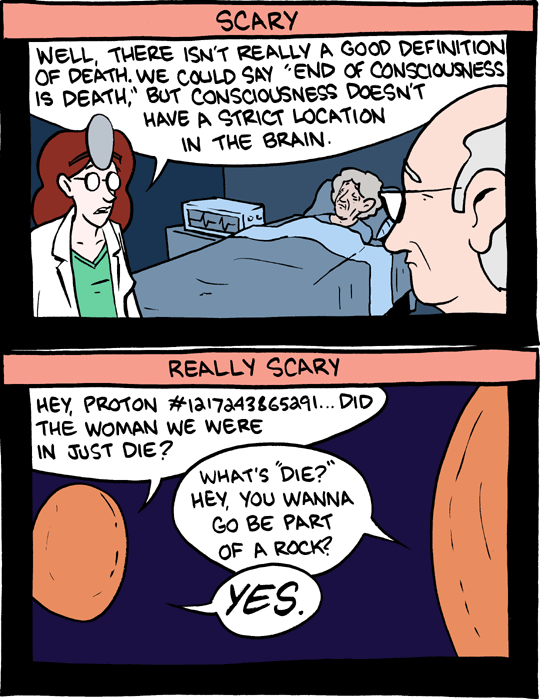 SCARY
WELL, THERE ISN'T REALLY A GOOD DEFINITION
OF DEATH. WE COULD SAY "END OF CONSCIOUSNESS
IS DEATH," BUT CONSCIOUSNESS DOESN'T
HAVE A STRICT LOCATION
IN THE BRAIN.
REALLY SCARY
HEY, PROTON #1217243865291... DID
THE WOMAN WE WERE
IN JUST DIE?
WHAT'S "DIE?"
HEY, YOU WANNA
GO BE PART
OF A ROCK?
YES.